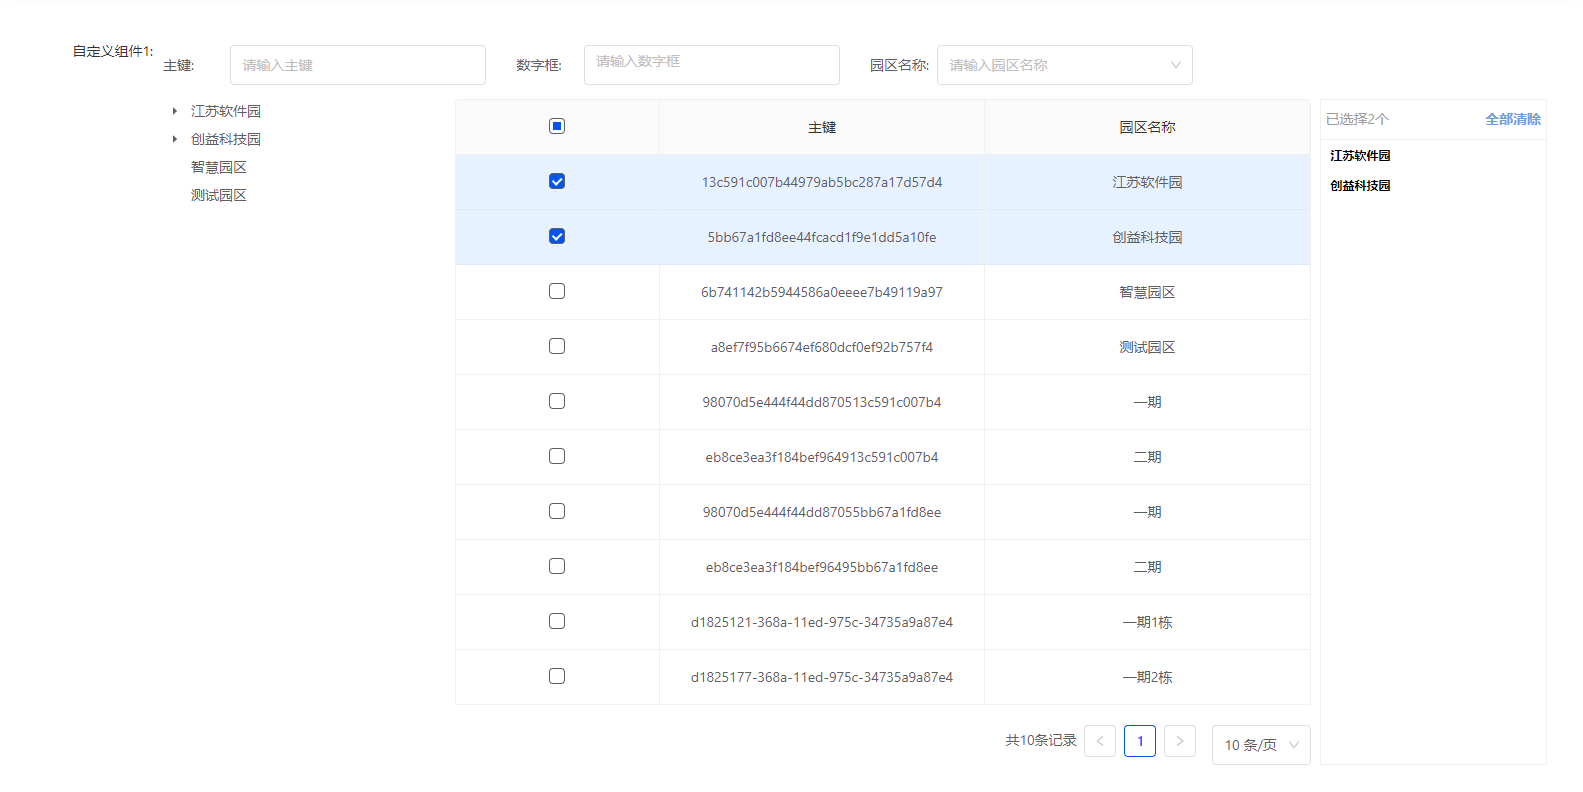 自定义组件1:
主键: 请输入主键 数字框: 请输入数字框 园区名称: 请输入园区名称
江苏软件园
创益科技园
智慧园区
测试园区
主键 园区名称
13c591c007b44979ab5bc287a17d57d4 江苏软件园
5bb67a1fd8ee44fcacd1f9e1dd5a10fe 创益科技园
6b741142b5944586a0eeee7b49119a97 智慧园区
a8ef7f95b6674ef680dcf0ef92b757f4 测试园区
98070d5e444f44dd870513c591c007b4 一期
eb8ce3ea3f184bef964913c591c007b4 二期
98070d5e444f44dd87055bb67a1fd8ee 一期
eb8ce3ea3f184bef96495bb67a1fd8ee 二期
d1825121-368a-11ed-975c-34735a9a87e4 一期1栋
d1825177-368a-11ed-975c-34735a9a87e4 一期2栋
共10条记录 < 1 > 10 条/页
已选择2个 全部清除
江苏软件园
创益科技园